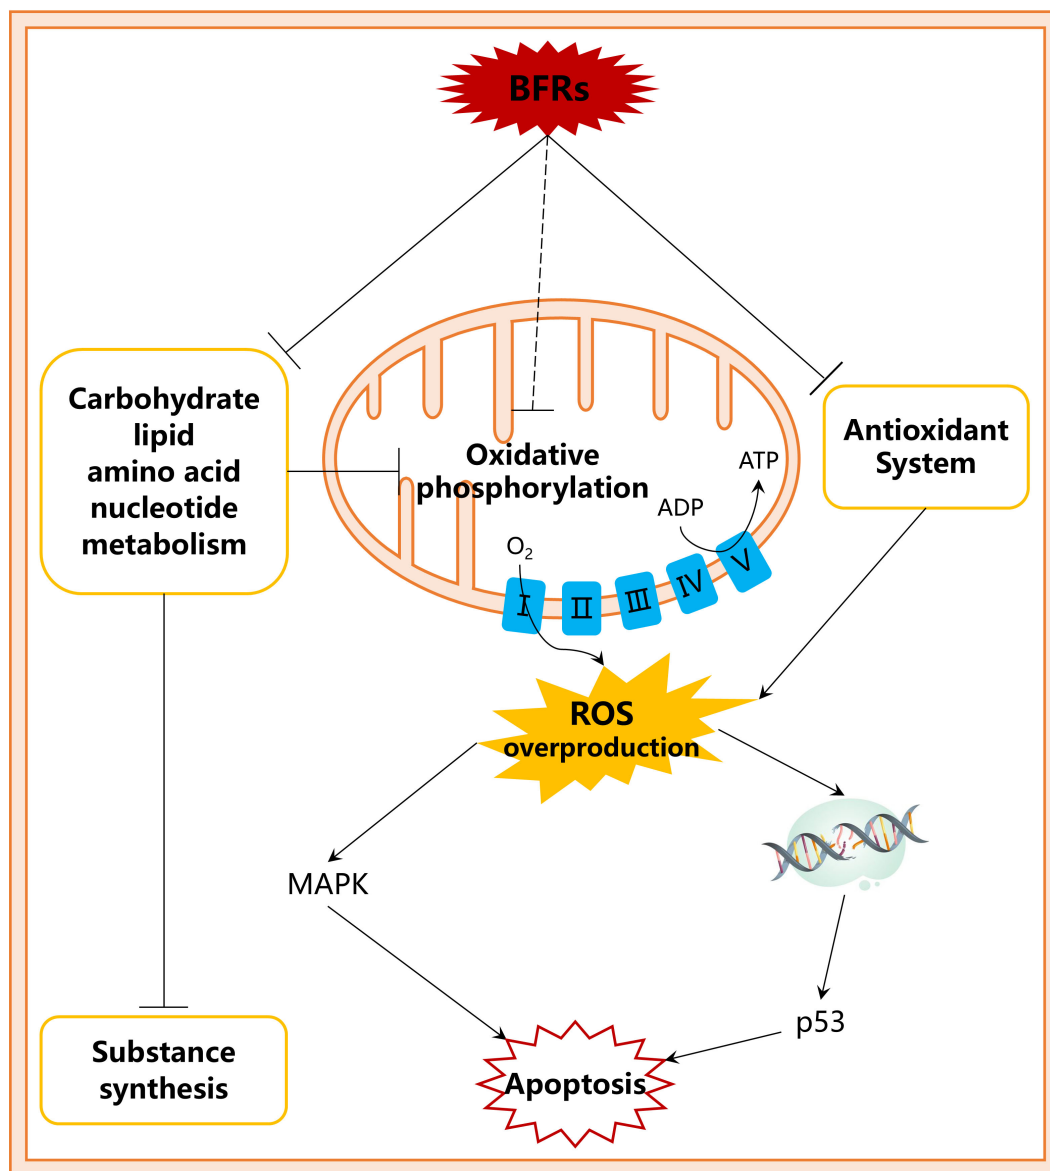 BFRs
Carbohydrate
lipid
amino acid
nucleotide
metabolism
Oxidative
phosphorylation
ATP
ADP
O₂
Antioxidant
System
Ⅰ
Ⅱ
Ⅲ
Ⅳ
Ⅴ
ROS
overproduction
MAPK
p53
Substance
synthesis
Apoptosis